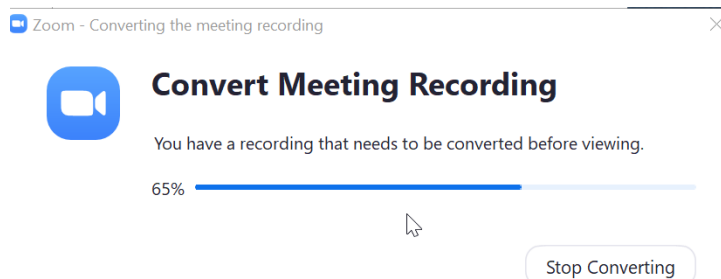 Zoom - Converting the meeting recording
Convert Meeting Recording
You have a recording that needs to be converted before viewing.
65%
Stop Converting